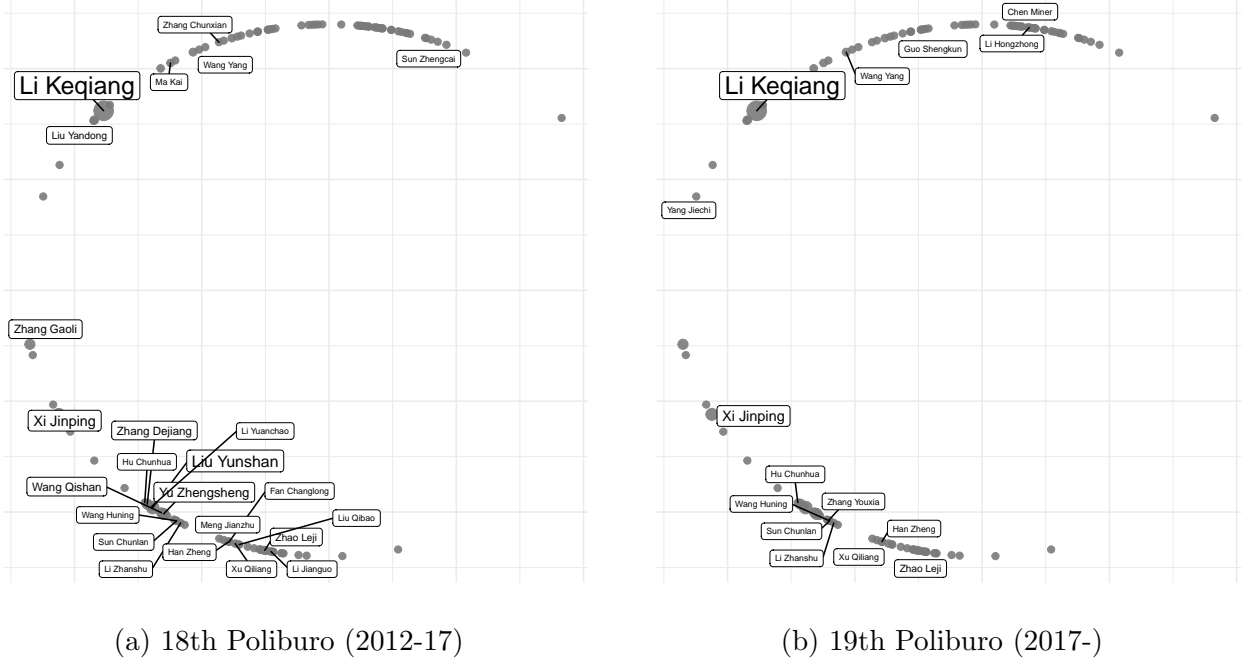 Zhang Chunxian
Wang Yang
Sun Zhengcai
Ma Kai
Li Keqiang
Liu Yandong
Zhang Gaoli
Xi Jinping
Zhang Dejiang
Li Yuanchao
Hu Chunhua
Liu Yunshan
Wang Qishan
Yu Zhengsheng
Fan Changlong
Wang Huning
Meng Jianzhu
Liu Qibao
Sun Chunlan
Han Zheng
Zhao Leji
Li Zhanshu
Xu Qiliang
Li Jianguo
(a) 18th Poliburo (2012-17)
Chen Miner
Li Hongzhong
Guo Shengkun
Wang Yang
Li Keqiang
Yang Jiechi
Xi Jinping
Hu Chunhua
Wang Huning
Zhang Youxia
Sun Chunlan
Han Zheng
Li Zhanshu
Xu Qiliang
Zhao Leji
(b) 19th Poliburo (2017-)